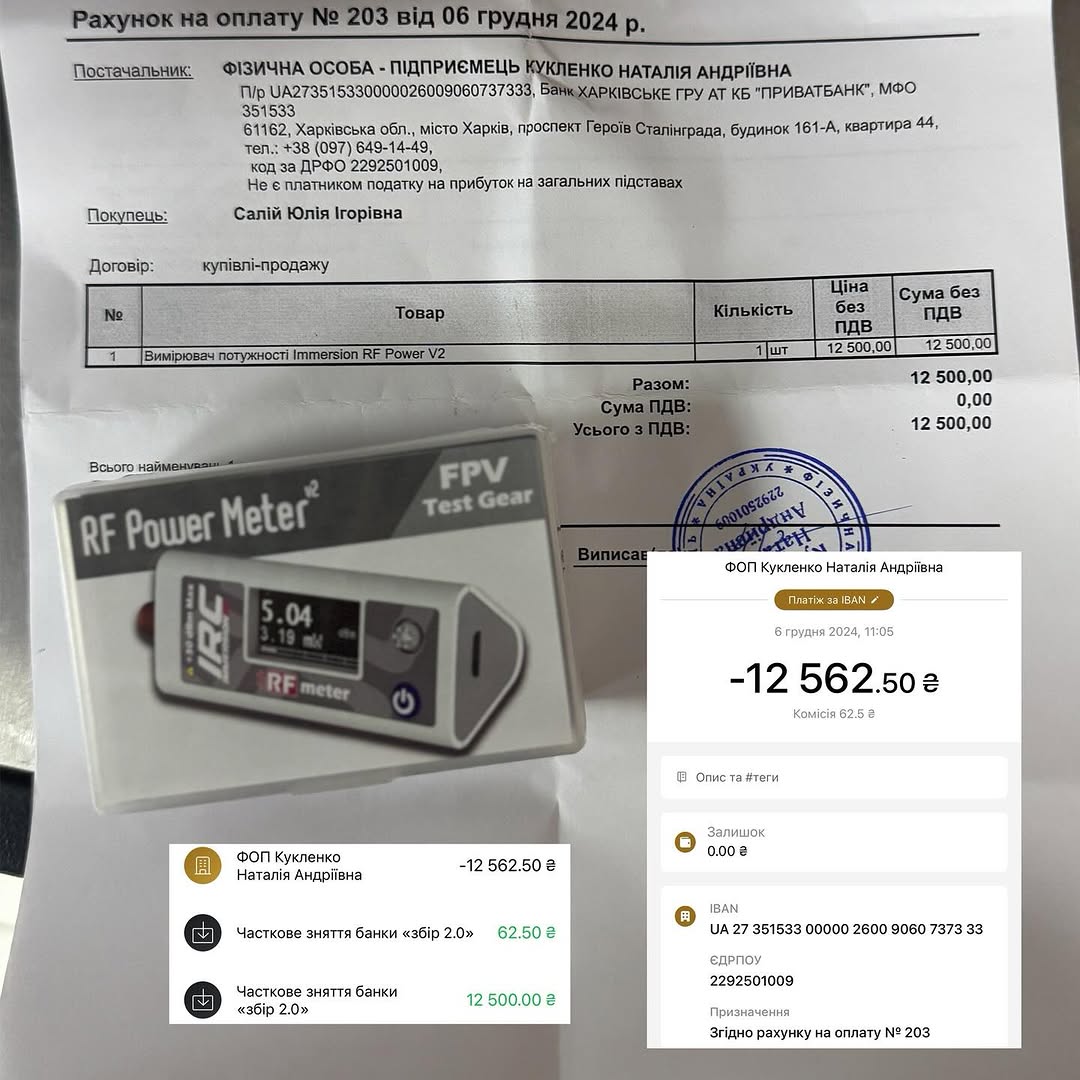 Рахунок на оплату № 203 від 06 грудня 2024 р.
Постачальник: ФІЗИЧНА ОСОБА - ПІДПРИЄМЕЦЬ КУКЛЕНКО НАТАЛІЯ АНДРІЇВНА
П/р UA273515330000026009060737333, Банк ХАРКІВСЬКЕ ГРУ АТ КБ "ПРИВАТБАНК", МФО
351533
61162, Харківська обл., місто Харків, проспект Героїв Сталінграда, будинок 161-А, квартира 44,
тел.: +38 (097) 649-14-49,
код за ДРФО 2292501009,
Не є платником податку на прибуток на загальних підставах
Покупець: Салій Юлія Ігорівна
Договір: купівлі-продажу
№ Товар Кількість Ціна без ПДВ Сума без ПДВ
1 Вимірювач потужності Immersion RF Power V2 1 шт 12 500,00 12 500,00
Разом: 12 500,00
Сума ПДВ: 0,00
Усього з ПДВ: 12 500,00
Всього найменувань 1
Виписав
УКРАЇНА * ФІЗИЧНА
2292501009
Наталія
Андріївна
RF Power Meter v2
FPV
Test Gear
IRC
5.04
3.19 mW
dBm
RF meter
ФОП Кукленко Наталія Андріївна
Платіж за IBAN
6 грудня 2024, 11:05
-12 562.50 ₴
Комісія 62.5 ₴
Опис та #теги
Залишок
0.00 ₴
IBAN
UA 27 351533 00000 2600 9060 7373 33
ЄДРПОУ
2292501009
Призначення
Згідно рахунку на оплату № 203
ФОП Кукленко
Наталія Андріївна -12 562.50 ₴
Часткове зняття банки «збір 2.0» 62.50 ₴
Часткове зняття банки
«збір 2.0» 12 500.00 ₴